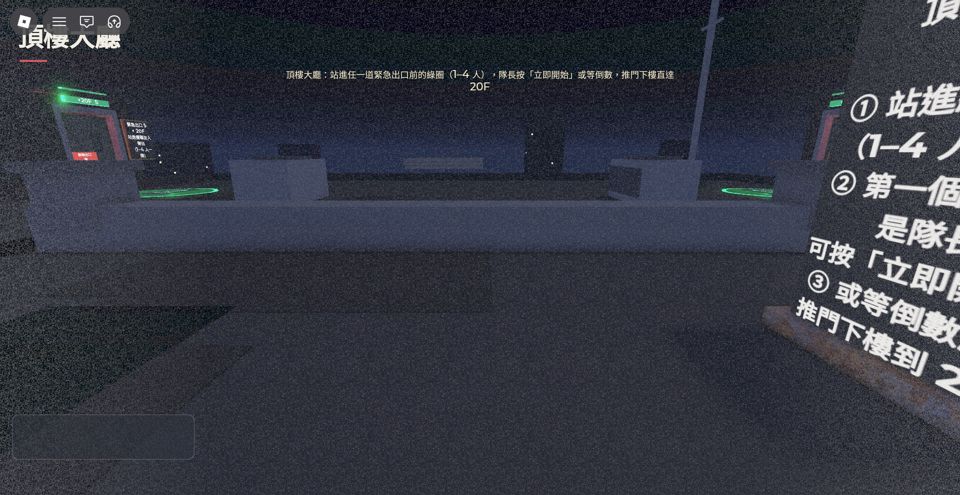 頂樓大廳
頂樓大廳：站進任一道緊急出口前的綠圈（1–4 人），隊長按「立即開始」或等倒數，推門下樓直達
20F
① 站進
（1–4 人
② 第一個
是隊長
可按「立即開
③ 或等倒數
推門下樓到 2